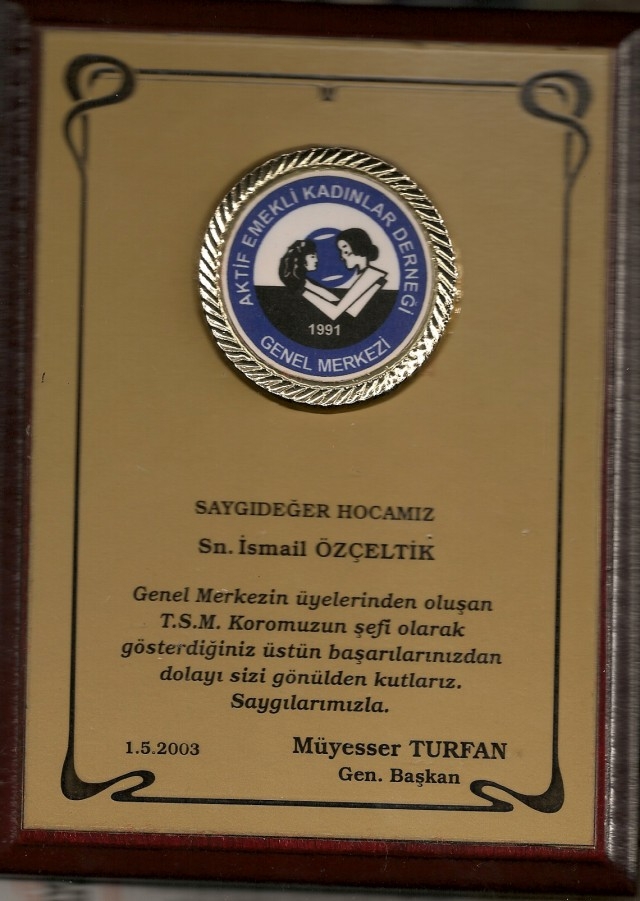 AKTİF EMEKLİ KADINLAR DERNEĞİ
1991
GENEL MERKEZİ
SAYGIDEĞER HOCAMIZ
Sn. İsmail ÖZÇELTİK
Genel Merkezin üyelerinden oluşan
T.S.M. Koromuzun şefi olarak
gösterdiğiniz üstün başarılarınızdan
dolayı sizi gönülden kutlarız.
Saygılarımızla.
1.5.2003
Müyesser TURFAN
Gen. Başkan